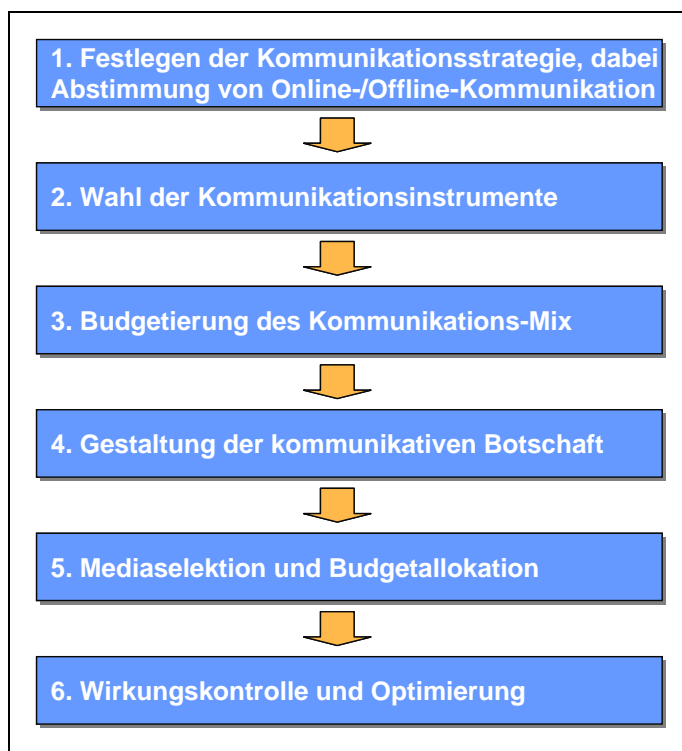 1. Festlegen der Kommunikationsstrategie, dabei
Abstimmung von Online-/Offline-Kommunikation
2. Wahl der Kommunikationsinstrumente
3. Budgetierung des Kommunikations-Mix
4. Gestaltung der kommunikativen Botschaft
5. Mediaselektion und Budgetallokation
6. Wirkungskontrolle und Optimierung